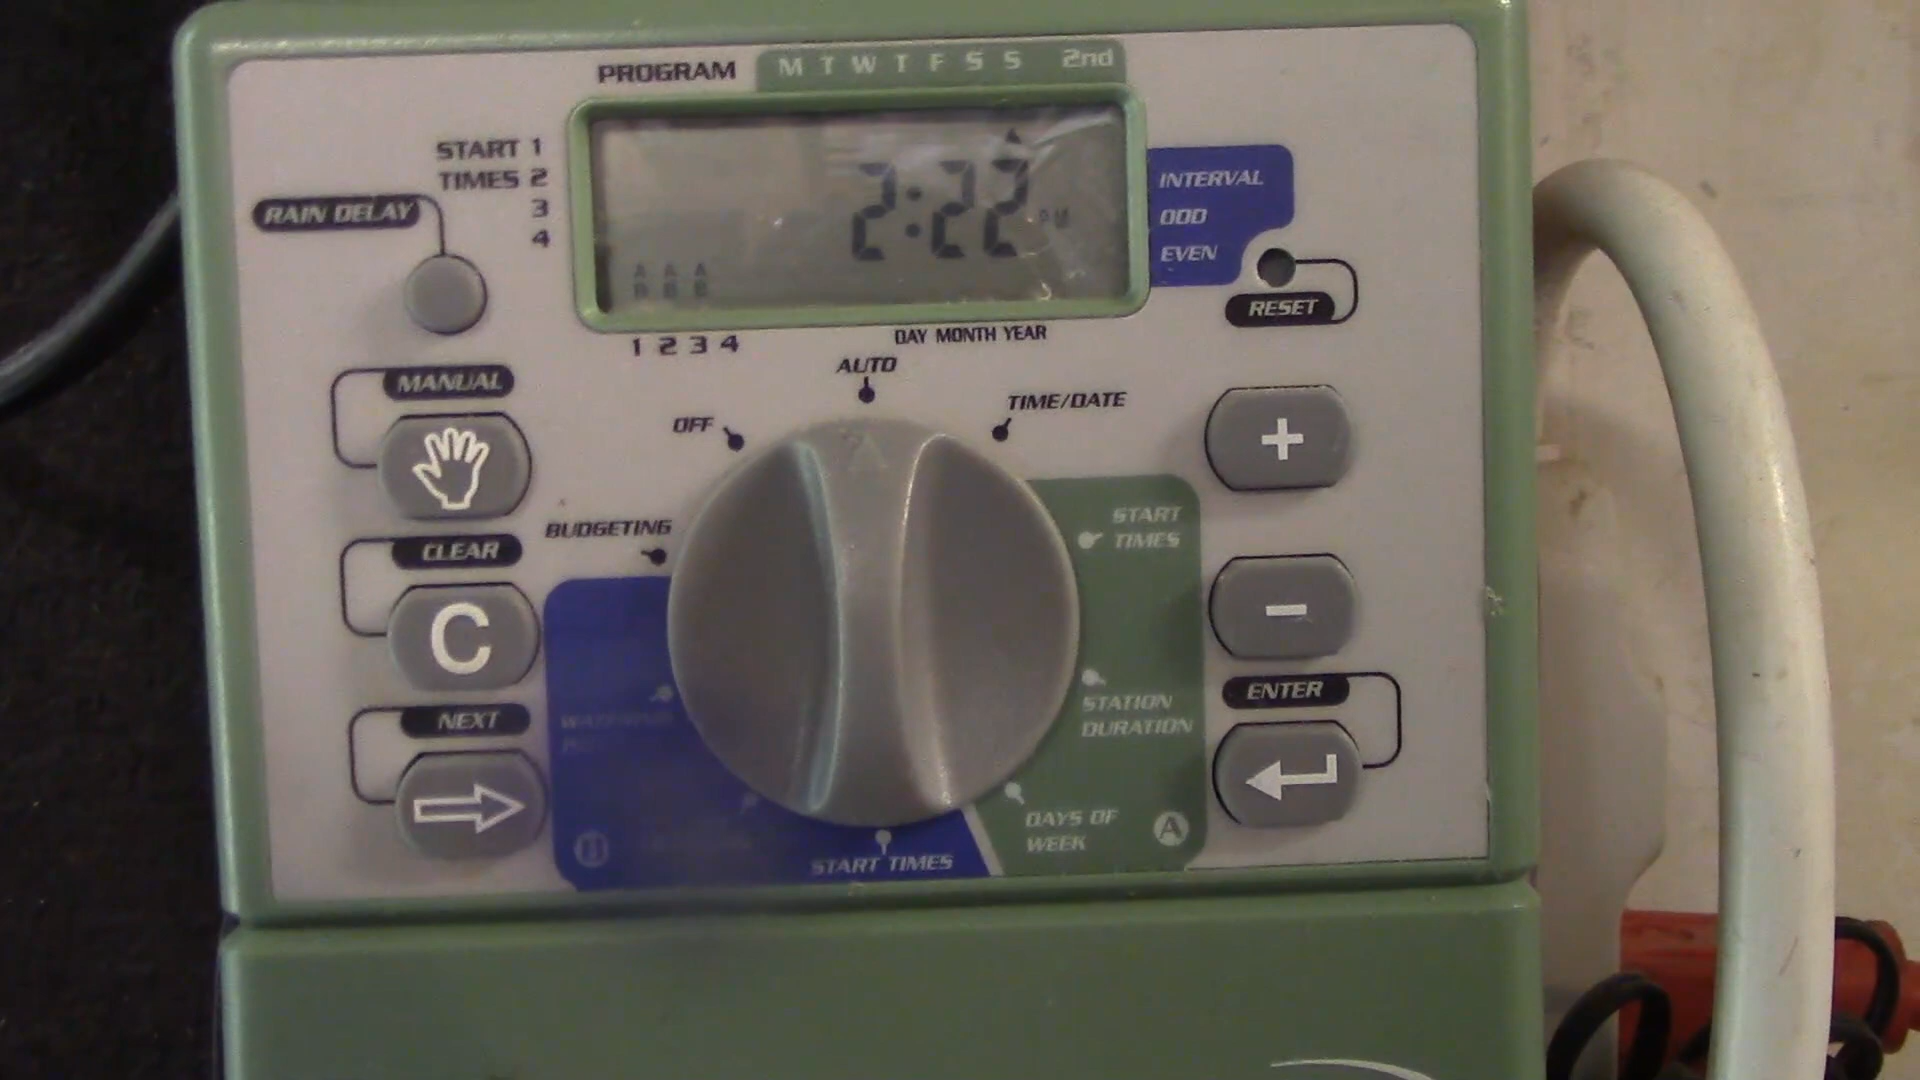 PROGRAM M T W T F S S 2nd
START 1
TIMES 2
3
4
RAIN DELAY
2:22 PM
A A A
B B B
1 2 3 4
DAY MONTH YEAR
INTERVAL
ODD
EVEN
RESET
MANUAL
CLEAR
C
NEXT
OFF
AUTO
TIME/DATE
BUDGETING
START
TIMES
STATION
DURATION
DAYS OF
WEEK
A
START TIMES
+
-
ENTER